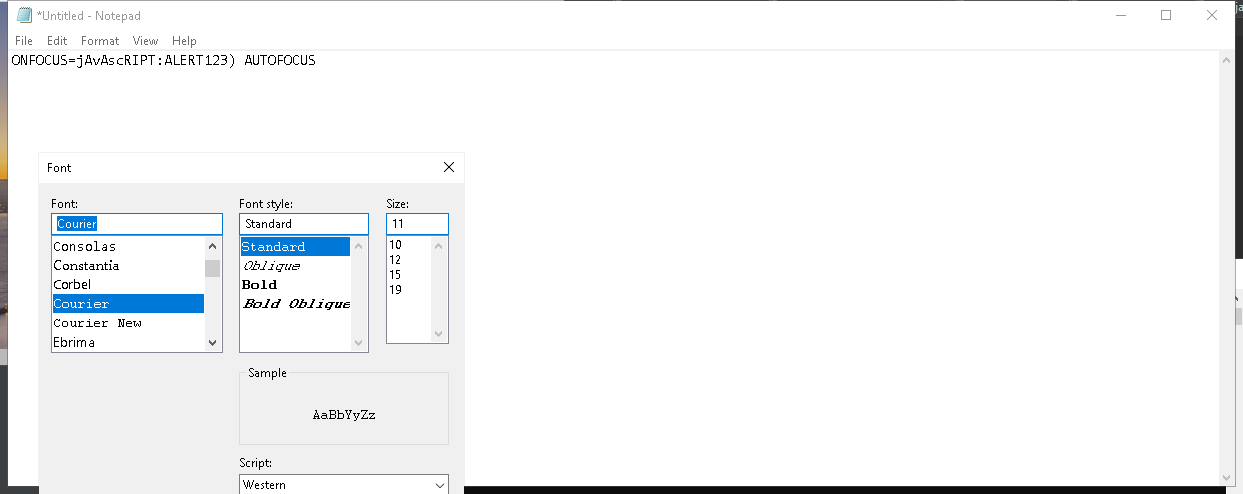 *Untitled - Notepad
File Edit Format View Help
ONFOCUS=jAvAscRIPT:ALERT123) AUTOFOCUS
Font
Font: Font style: Size:
Courier Standard 11
Consolas Standard 10
Constantia Oblique 12
Corbel Bold 15
Courier Bold Oblique 19
Courier New
Ebrima
Sample
AaBbYyZz
Script:
Western